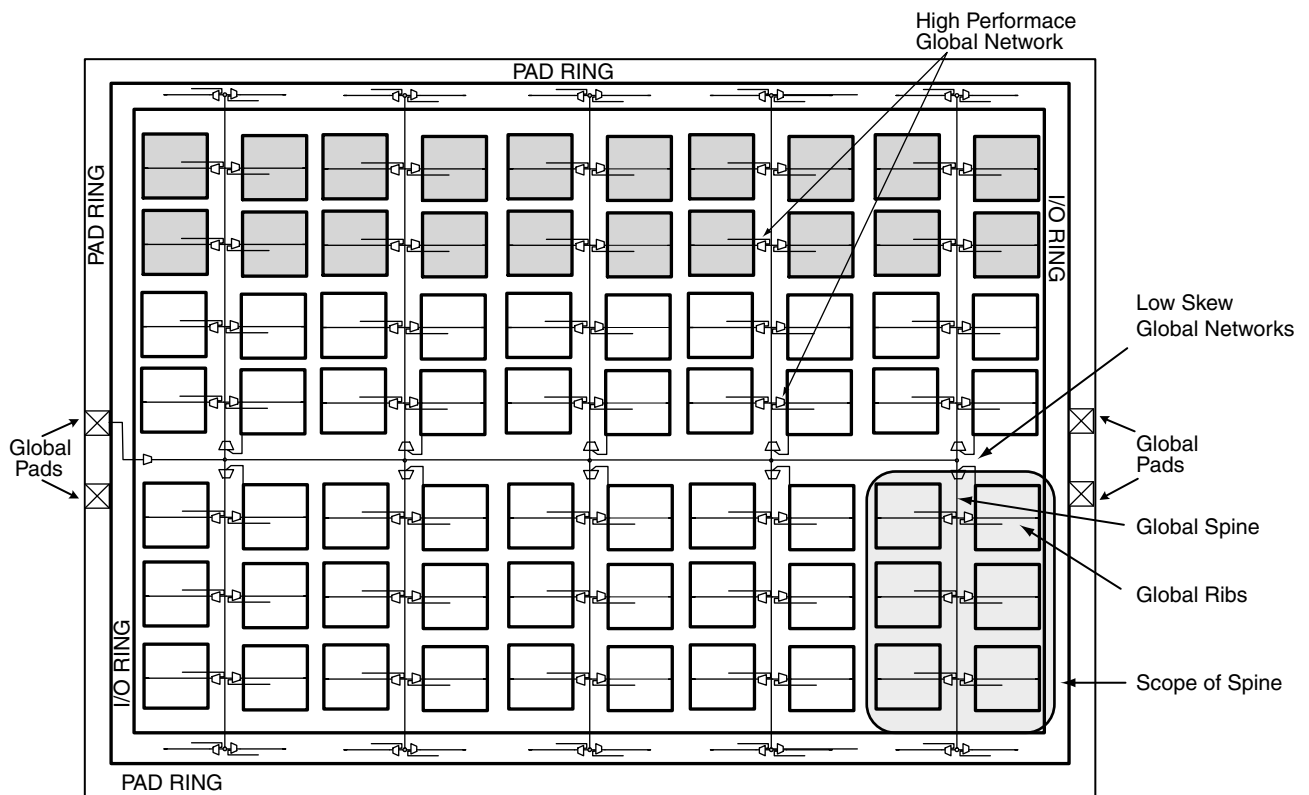 High Performace
Global Network
PAD RING
PAD RING
I/O RING
Low Skew
Global Networks
Global
Pads
Global
Pads
Global Spine
Global Ribs
I/O RING
Scope of Spine
PAD RING